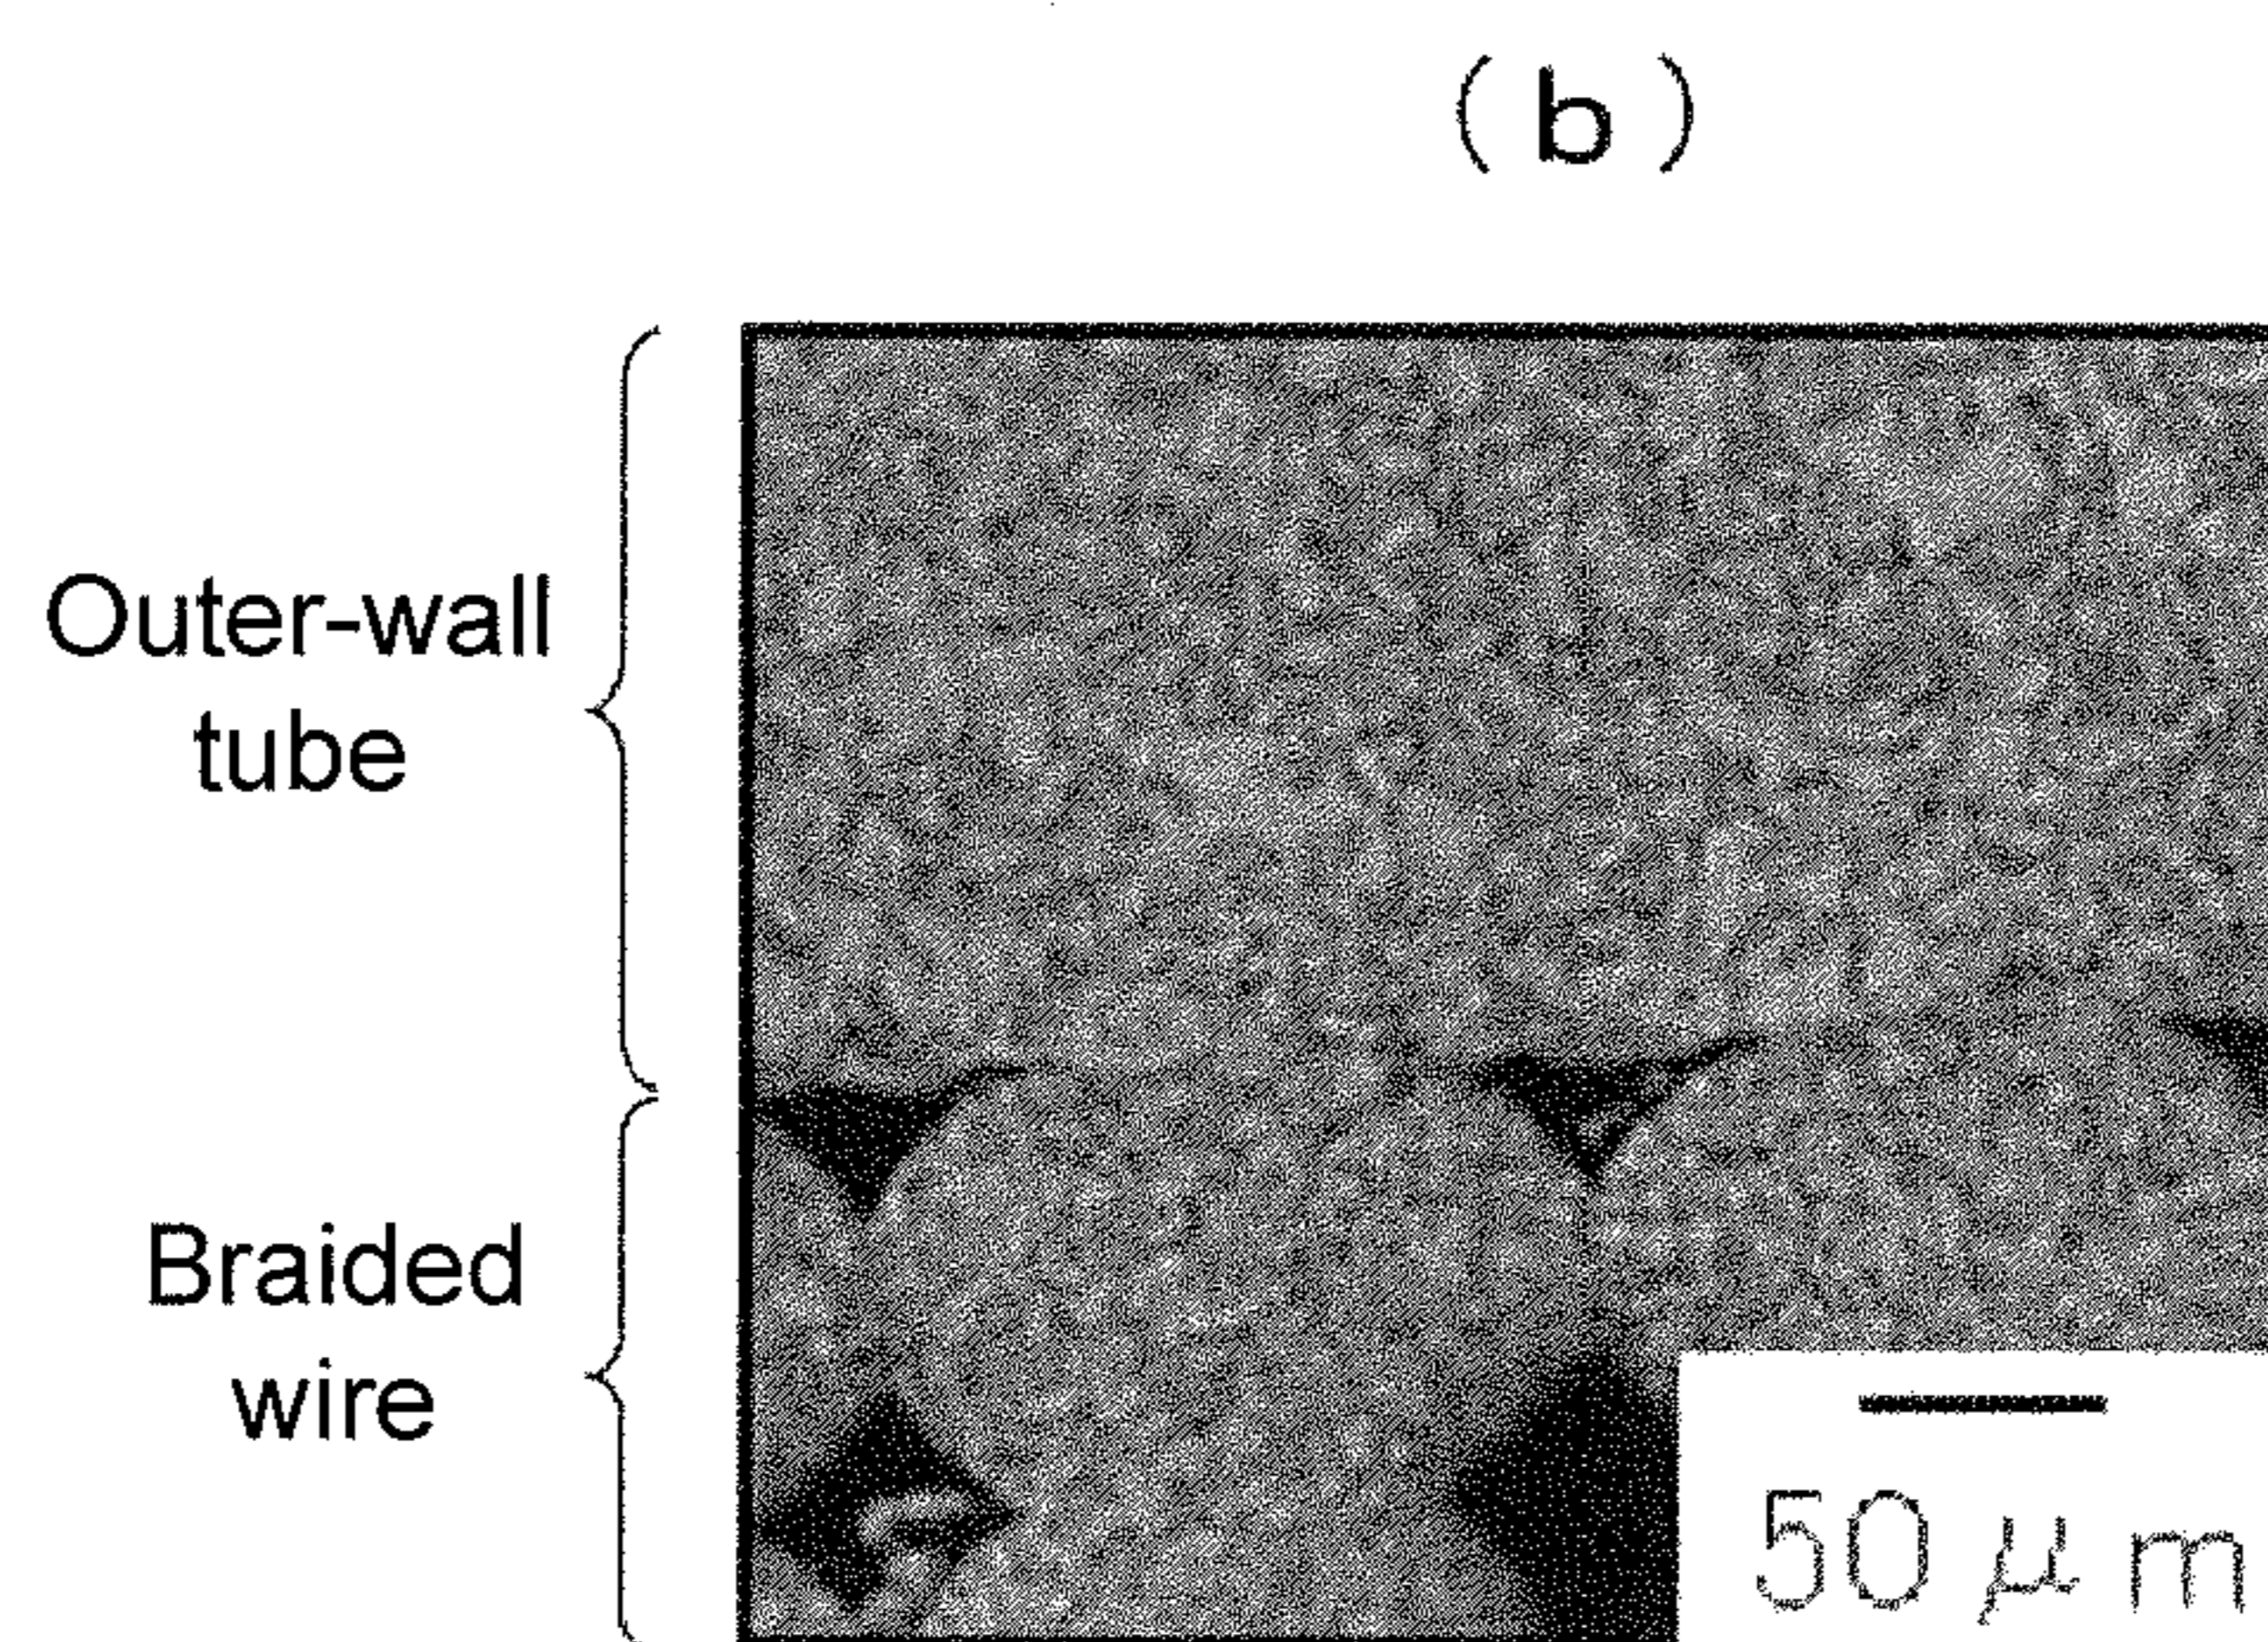 ( b )
Outer-wall
tube
Braided
wire
50 μm